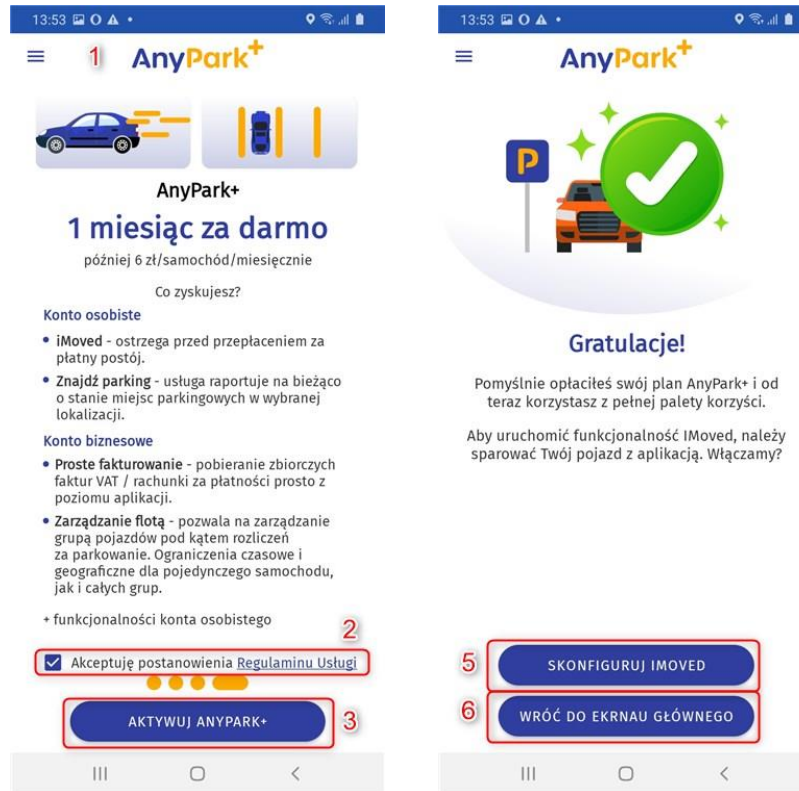 13:53
1
AnyPark+
AnyPark+
1 miesiąc za darmo
później 6 zł/samochód/miesięcznie
Co zyskujesz?
Konto osobiste
• iMoved - ostrzega przed przepłaceniem za
płatny postój.
• Znajdź parking - usługa raportuje na bieżąco
o stanie miejsc parkingowych w wybranej
lokalizacji.
Konto biznesowe
• Proste fakturowanie - pobieranie zbiorczych
faktur VAT / rachunki za płatności prosto z
poziomu aplikacji.
• Zarządzanie flotą - pozwala na zarządzanie
grupą pojazdów pod kątem rozliczeń
za parkowanie. Ograniczenia czasowe i
geograficzne dla pojedynczego samochodu,
jak i całych grup.
+ funkcjonalności konta osobistego
2
Akceptuję postanowienia Regulaminu Usługi
AKTYWUJ ANYPARK+
3
13:53
AnyPark+
P
Gratulacje!
Pomyślnie opłaciłeś swój plan AnyPark+ i od
teraz korzystasz z pełnej palety korzyści.
Aby uruchomić funkcjonalność IMoved, należy
sparować Twój pojazd z aplikacją. Włączamy?
5
SKONFIGURUJ IMOVED
6
WRÓĆ DO EKRNAU GŁÓWNEGO